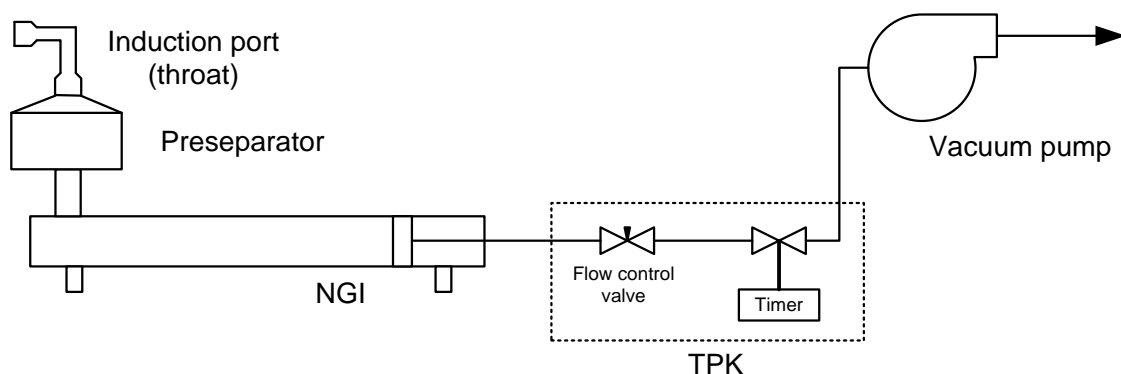 Induction port
(throat)
Preseparator
Vacuum pump
Flow control
valve
Timer
NGI
TPK